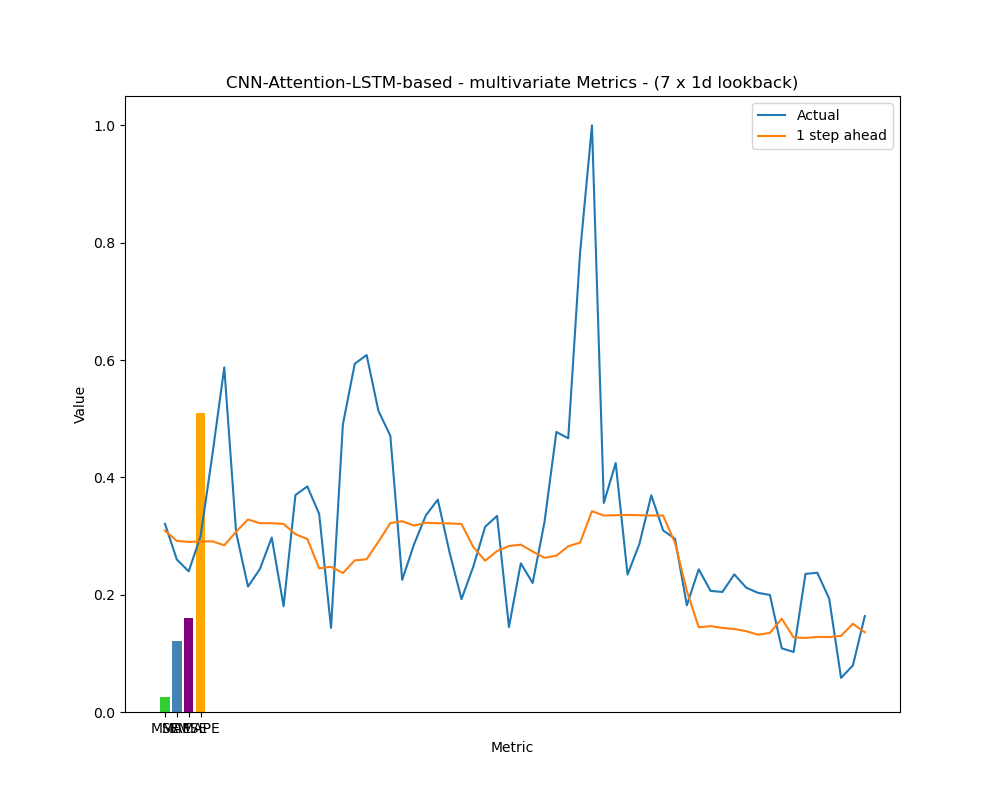 CNN-Attention-LSTM-based - multivariate Metrics - (7 x 1d lookback)
Actual
1 step ahead
1.0
0.8
0.6
0.4
0.2
0.0
Value
Metric